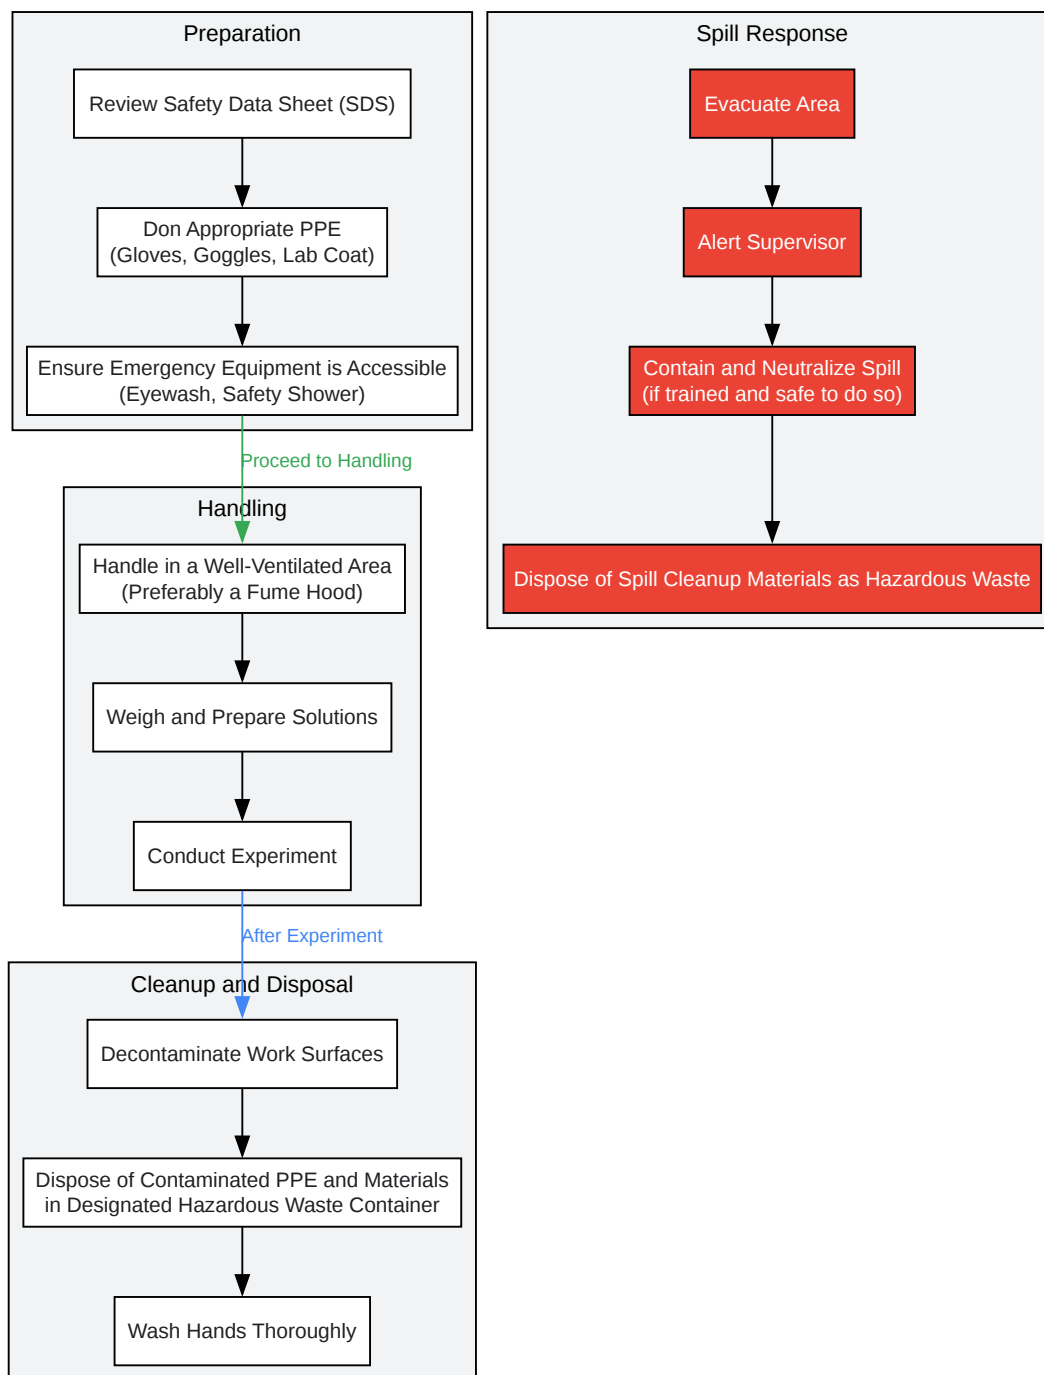 Preparation
Review Safety Data Sheet (SDS)
Don Appropriate PPE
(Gloves, Goggles, Lab Coat)
Ensure Emergency Equipment is Accessible
(Eyewash, Safety Shower)
Proceed to Handling
Handling
Handle in a Well-Ventilated Area
(Preferably a Fume Hood)
Weigh and Prepare Solutions
Conduct Experiment
After Experiment
Cleanup and Disposal
Decontaminate Work Surfaces
Dispose of Contaminated PPE and Materials
in Designated Hazardous Waste Container
Wash Hands Thoroughly
Spill Response
Evacuate Area
Alert Supervisor
Contain and Neutralize Spill
(if trained and safe to do so)
Dispose of Spill Cleanup Materials as Hazardous Waste